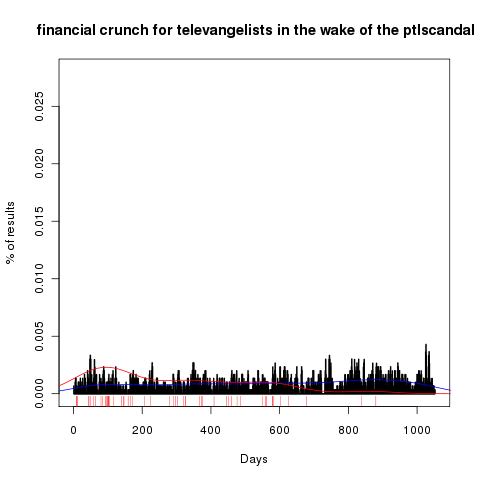 financial crunch for televangelists in the wake of the ptlscandal
0.025
0.020
0.015
0.010
0.005
0.000
% of results
0 200 400 600 800 1000
Days